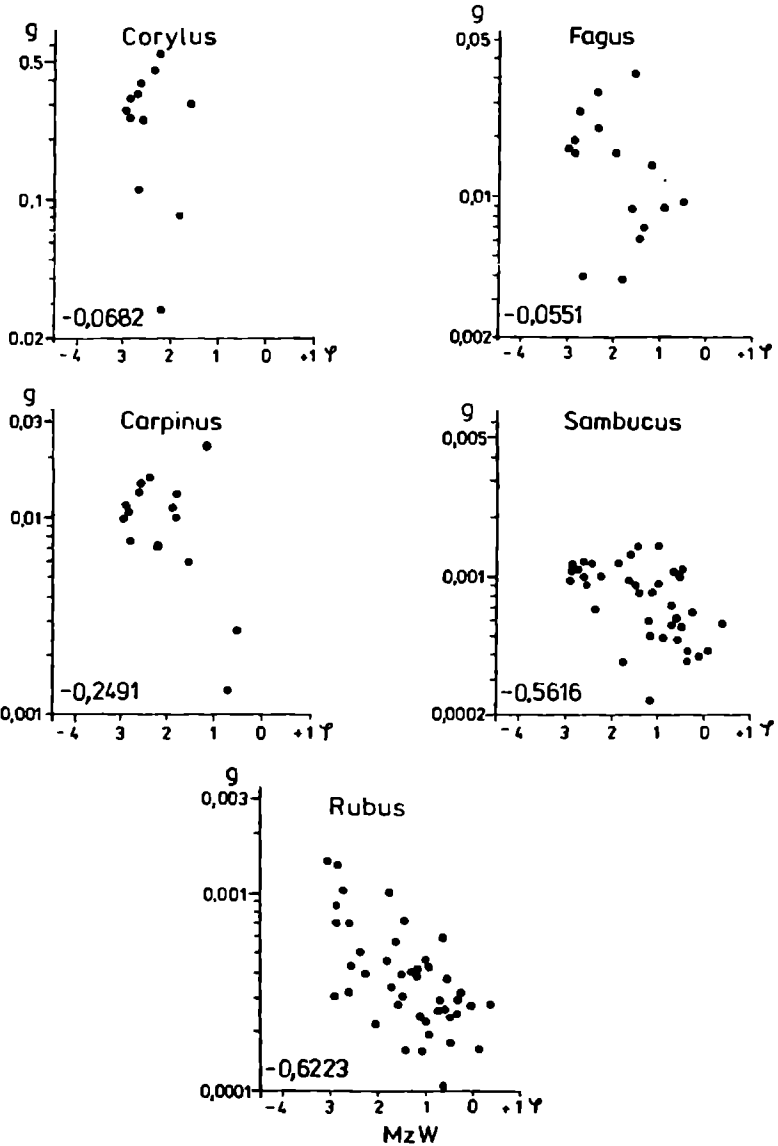 g
Corylus
0.5
0,1
-0,0682
0.02
-4 3 2 1 0 +1 φ
g
Fagus
0,05
0,01
-0,0551
0,002
-4 3 2 1 0 +1 φ
g
Carpinus
0,03
0,01
-0,2491
0,001
-4 3 2 1 0 +1 φ
g
Sambucus
0,005
0,001
-0.5616
0,0002
-4 3 2 1 0 +1 φ
g
Rubus
0,003
0,001
-0,6223
0,0001
-4 3 2 1 0 +1 φ
MzW